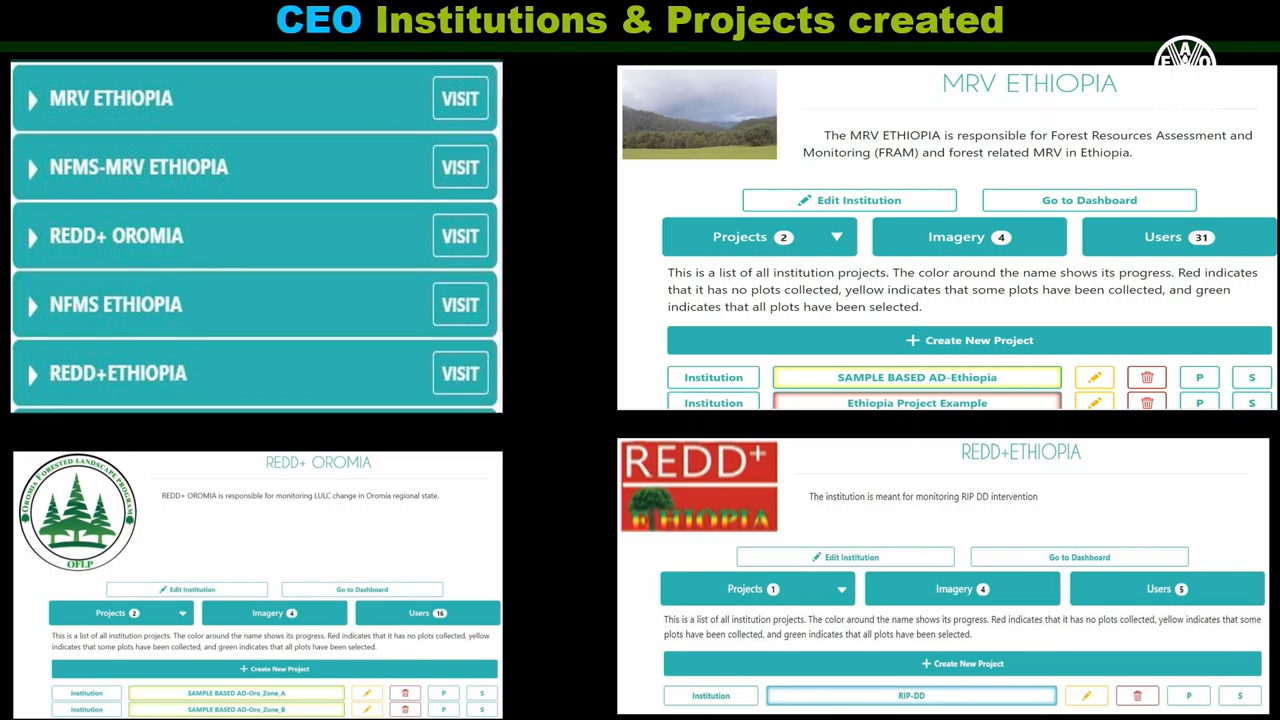 CEO Institutions & Projects created
MRV ETHIOPIA
VISIT
NFMS-MRV ETHIOPIA
VISIT
REDD+ OROMIA
VISIT
NFMS ETHIOPIA
VISIT
REDD+ETHIOPIA
VISIT
FAO
MRV ETHIOPIA
The MRV ETHIOPIA is responsible for Forest Resources Assessment and
Monitoring (FRAM) and forest related MRV in Ethiopia.
Edit Institution
Go to Dashboard
Projects 2
Imagery 4
Users 31
This is a list of all institution projects. The color around the name shows its progress. Red indicates
that it has no plots collected, yellow indicates that some plots have been collected, and green
indicates that all plots have been selected.
+ Create New Project
Institution
SAMPLE BASED AD-Ethiopia
P
S
Institution
Ethiopia Project Example
P
S
OROMIA FORESTED LANDSCAPE PROGRAM
OFLP
REDD+ OROMIA
REDD+ OROMIA is responsible for monitoring LULC change in Oromia regional state.
Edit Institution
Go to Dashboard
Projects 2
Imagery 4
Users 16
This is a list of all institution projects. The color around the name shows its progress. Red indicates that it has no plots collected, yellow
indicates that some plots have been collected, and green indicates that all plots have been selected.
+ Create New Project
Institution
SAMPLE BASED AD-Oro_Zone_A
P
S
Institution
SAMPLE BASED AD-Oro_Zone_B
P
S
REDD+
ETHIOPIA
REDD+ETHIOPIA
The institution is meant for monitoring RIP DD intervention
Edit Institution
Go to Dashboard
Projects 1
Imagery 4
Users 5
This is a list of all institution projects. The color around the name shows its progress. Red indicates that it has no plots collected, yellow indicates that some
plots have been collected, and green indicates that all plots have been selected.
+ Create New Project
Institution
RIP-DD
P
S